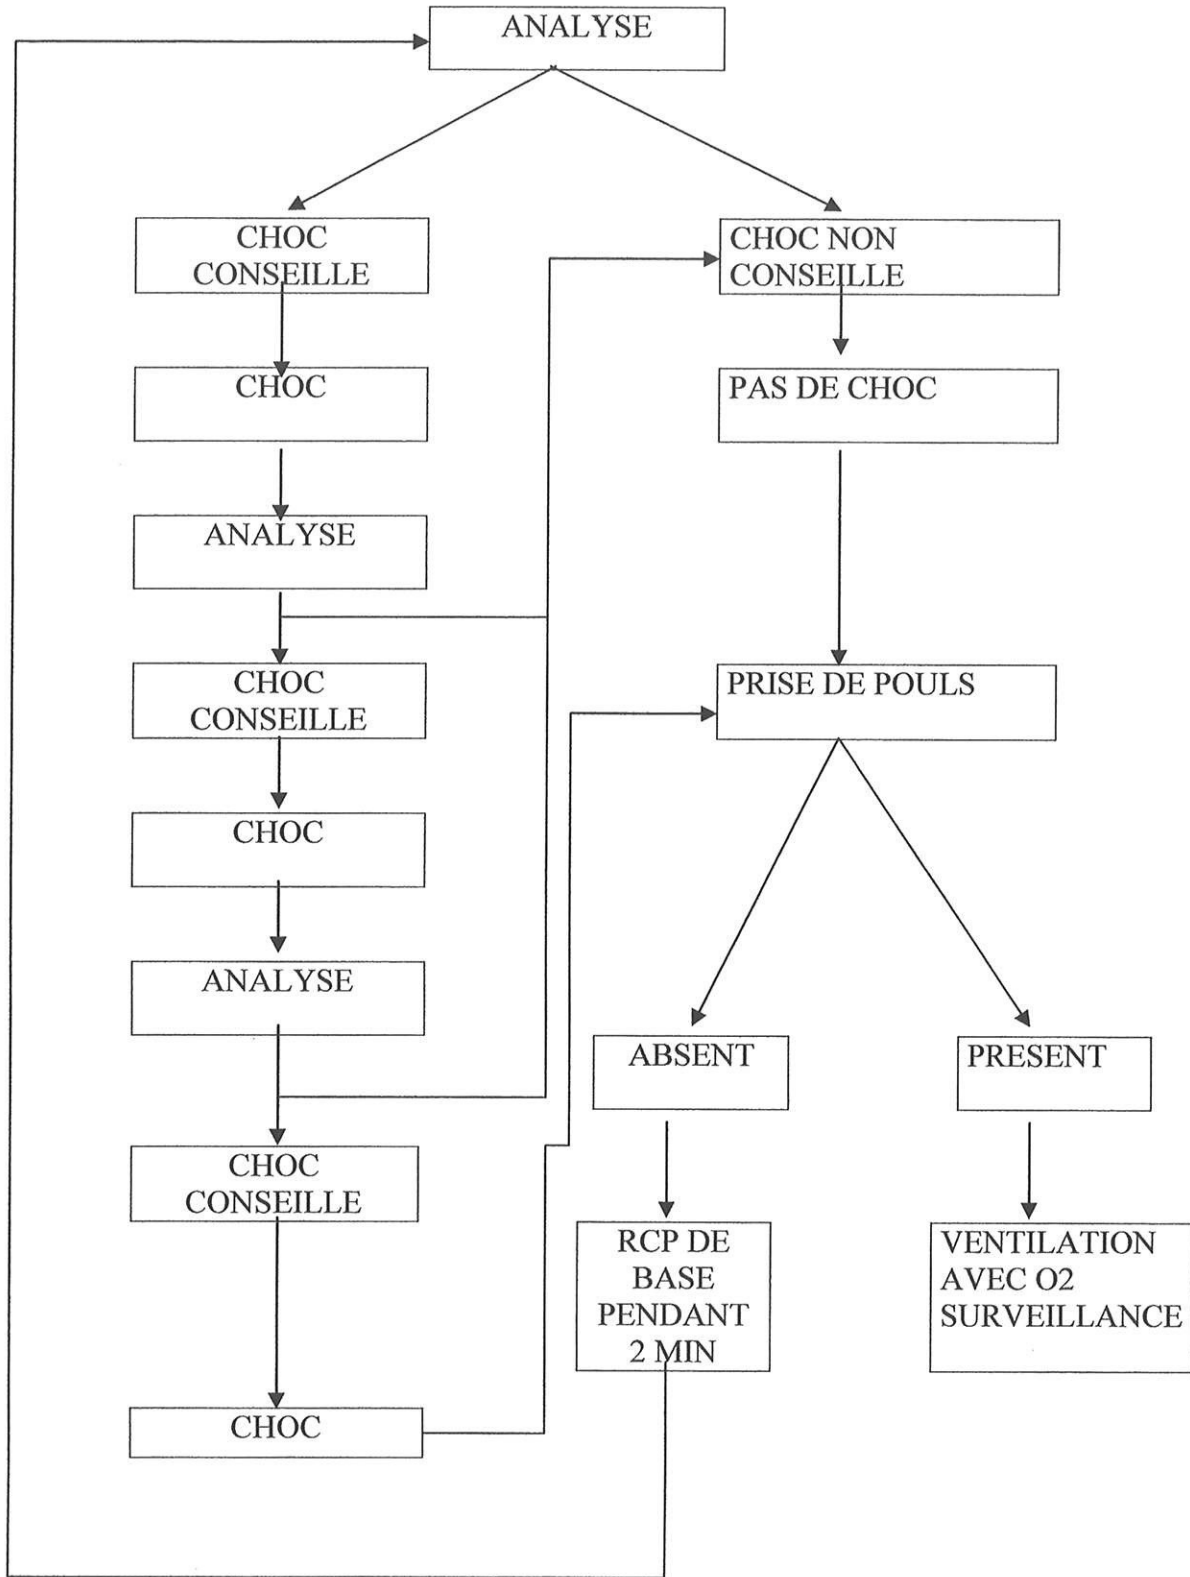 ANALYSE
CHOC
CONSEILLE
CHOC NON
CONSEILLE
CHOC
PAS DE CHOC
ANALYSE
CHOC
CONSEILLE
PRISE DE POULS
CHOC
ANALYSE
ABSENT
PRESENT
CHOC
CONSEILLE
RCP DE
BASE
PENDANT
2 MIN
VENTILATION
AVEC O2
SURVEILLANCE
CHOC